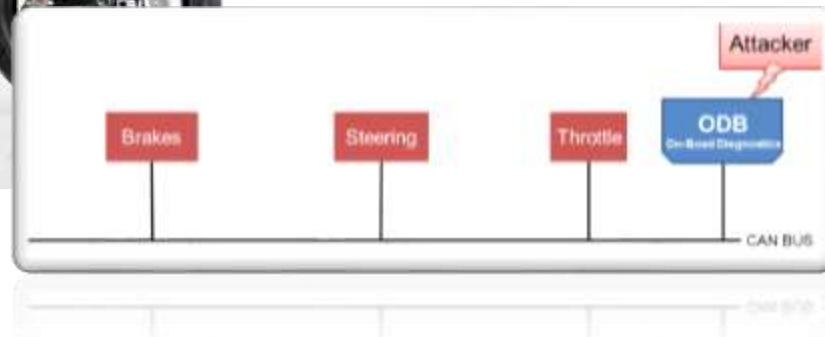 Attacker
Brakes
Steering
Throttle
ODB
On-Board Diagnostics
CAN BUS